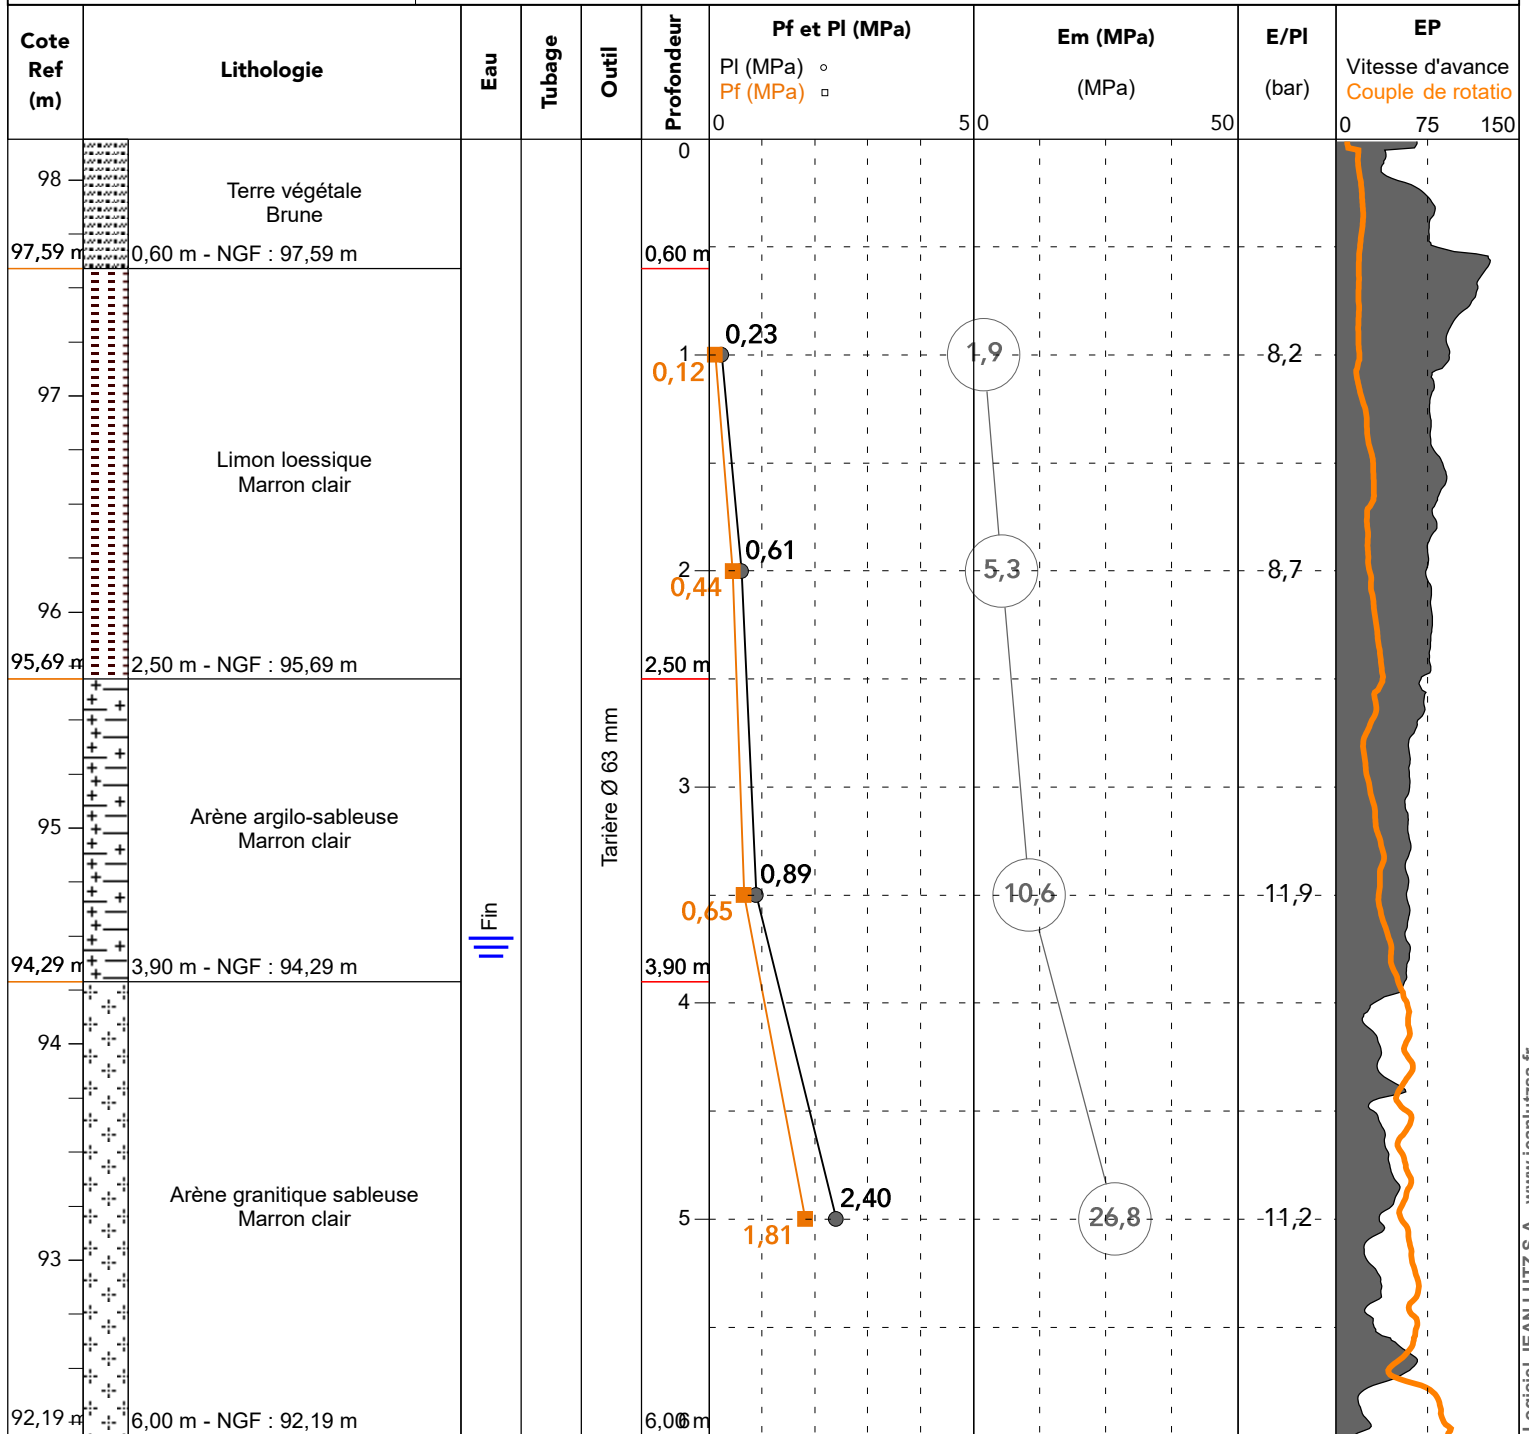 Cote
Ref
(m)
Lithologie
Eau
Tubage
Outil
Profondeur
Pf et Pl (MPa)
Pl (MPa)
Pf (MPa)
0
5
Em (MPa)
(MPa)
0
50
E/Pl
(bar)
EP
Vitesse d'avance
Couple de rotatio
0
75
150
98
97,59 m
97
96
95,69 m
95
94,29 m
94
93
92,19 m
Terre végétale
Brune
0,60 m - NGF : 97,59 m
Limon loessique
Marron clair
2,50 m - NGF : 95,69 m
Arène argilo-sableuse
Marron clair
3,90 m - NGF : 94,29 m
Arène granitique sableuse
Marron clair
6,00 m - NGF : 92,19 m
Fin
Tarière Ø 63 mm
0
0,60 m
1
2
2,50 m
3
3,90 m
4
5
6,00 m
6
0,23
0,12
0,61
0,44
0,89
0,65
2,40
1,81
1,9
5,3
10,6
26,8
8,2
8,7
11,9
11,2